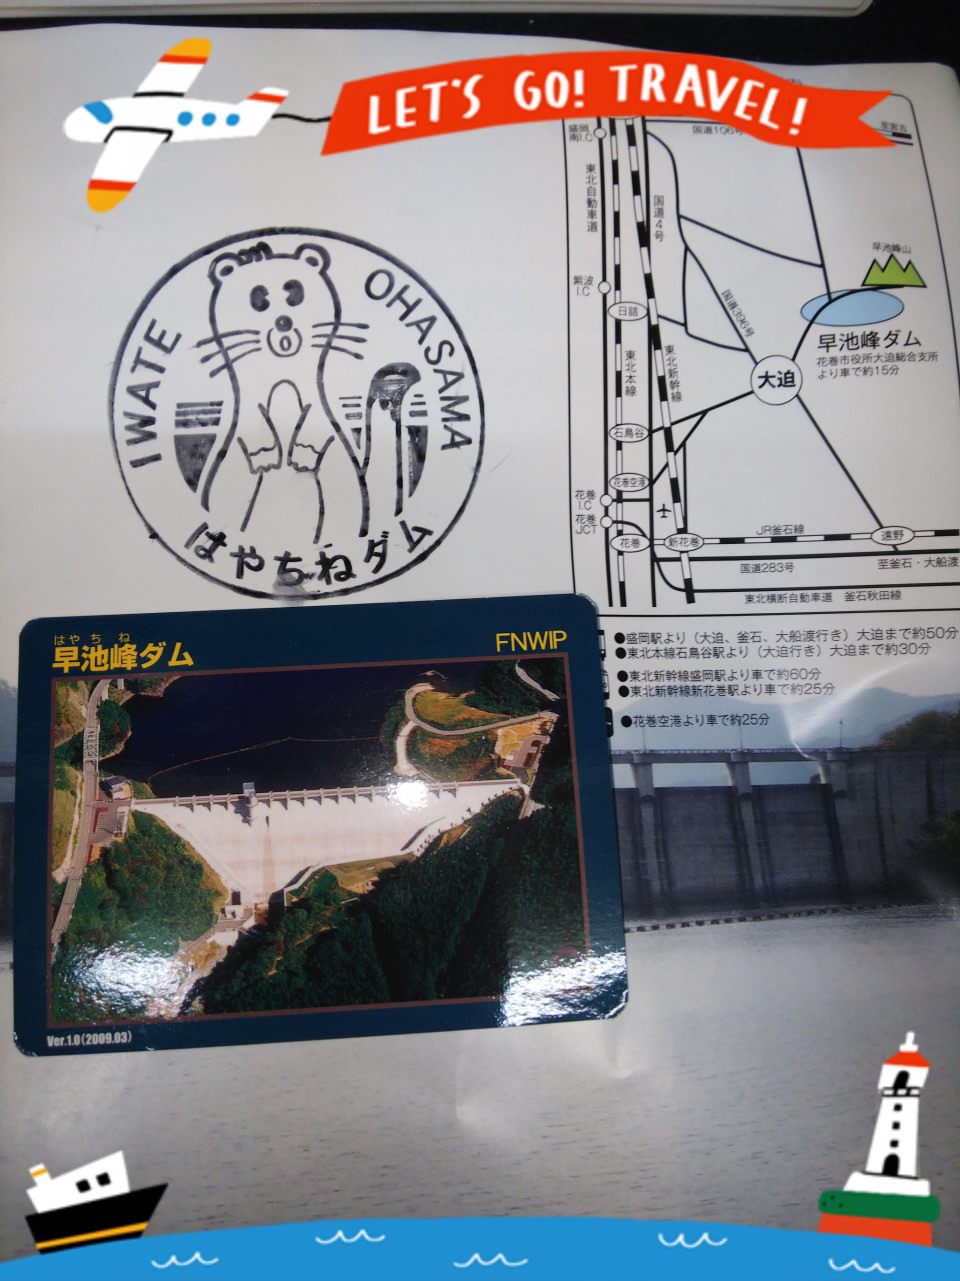 LET'S GO! TRAVEL!
盛岡
南I.C
国道106号
至宮古
東北自動車道
国道4号
早池峰山
紫波
I.C
日詰
国道396号
早池峰ダム
花巻市役所大迫総合支所
より車で約15分
東北本線
東北新幹線
大迫
石鳥谷
花巻空港
花巻
I.C
花巻
JCT
花巻
新花巻
JR釜石線
遠野
国道283号
至釜石・大船渡
東北横断自動車道 釜石秋田線
IWATE
OHASAMA
はやちねダム
●盛岡駅より（大迫、釜石、大船渡行き）大迫まで約50分
●東北本線石鳥谷駅より（大迫行き）大迫まで約30分
●東北新幹線盛岡駅より車で約60分
●東北新幹線新花巻駅より車で約25分
●花巻空港より車で約25分
はやちね
早池峰ダム
FNWIP
Ver.1.0(2009.03)